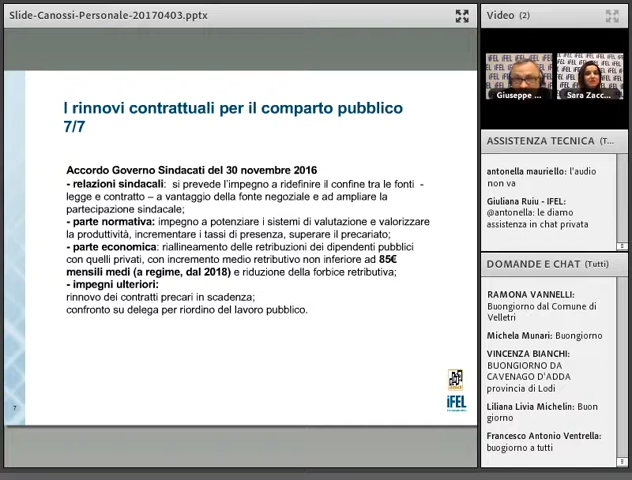 Slide-Canossi-Personale-20170403.pptx
I rinnovi contrattuali per il comparto pubblico
7/7
Accordo Governo Sindacati del 30 novembre 2016
- relazioni sindacali: si prevede l'impegno a ridefinire il confine tra le fonti -
legge e contratto – a vantaggio della fonte negoziale e ad ampliare la
partecipazione sindacale;
- parte normativa: impegno a potenziare i sistemi di valutazione e valorizzare
la produttività, incrementare i tassi di presenza, superare il precariato;
- parte economica: riallineamento delle retribuzioni dei dipendenti pubblici
con quelli privati, con incremento medio retributivo non inferiore ad 85€
mensili medi (a regime, dal 2018) e riduzione della forbice retributiva;
- impegni ulteriori:
rinnovo dei contratti precari in scadenza;
confronto su delega per riordino del lavoro pubblico.
7
iFEL
Video (2)
Giuseppe ...
Sara Zacc...
ASSISTENZA TECNICA (T...
antonella mauriello: l'audio
non va
Giuliana Ruiu - IFEL:
@antonella: le diamo
assistenza in chat privata
DOMANDE E CHAT (Tutti)
RAMONA VANNELLI:
Buongiorno dal Comune di
Velletri
Michela Munari: Buongiorno
VINCENZA BIANCHI:
BUONGIORNO DA
CAVENAGO D'ADDA
provincia di Lodi
Liliana Livia Michelin: Buon
giorno
Francesco Antonio Ventrella:
buogiorno a tutti